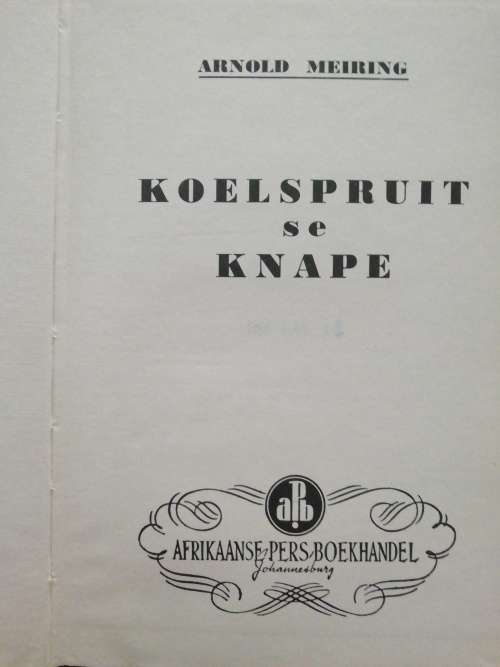 ARNOLD MEIRING
KOELSPRUIT
se
KNAPE
aPb
AFRIKAANSE-PERS-BOEKHANDEL
Johannesburg